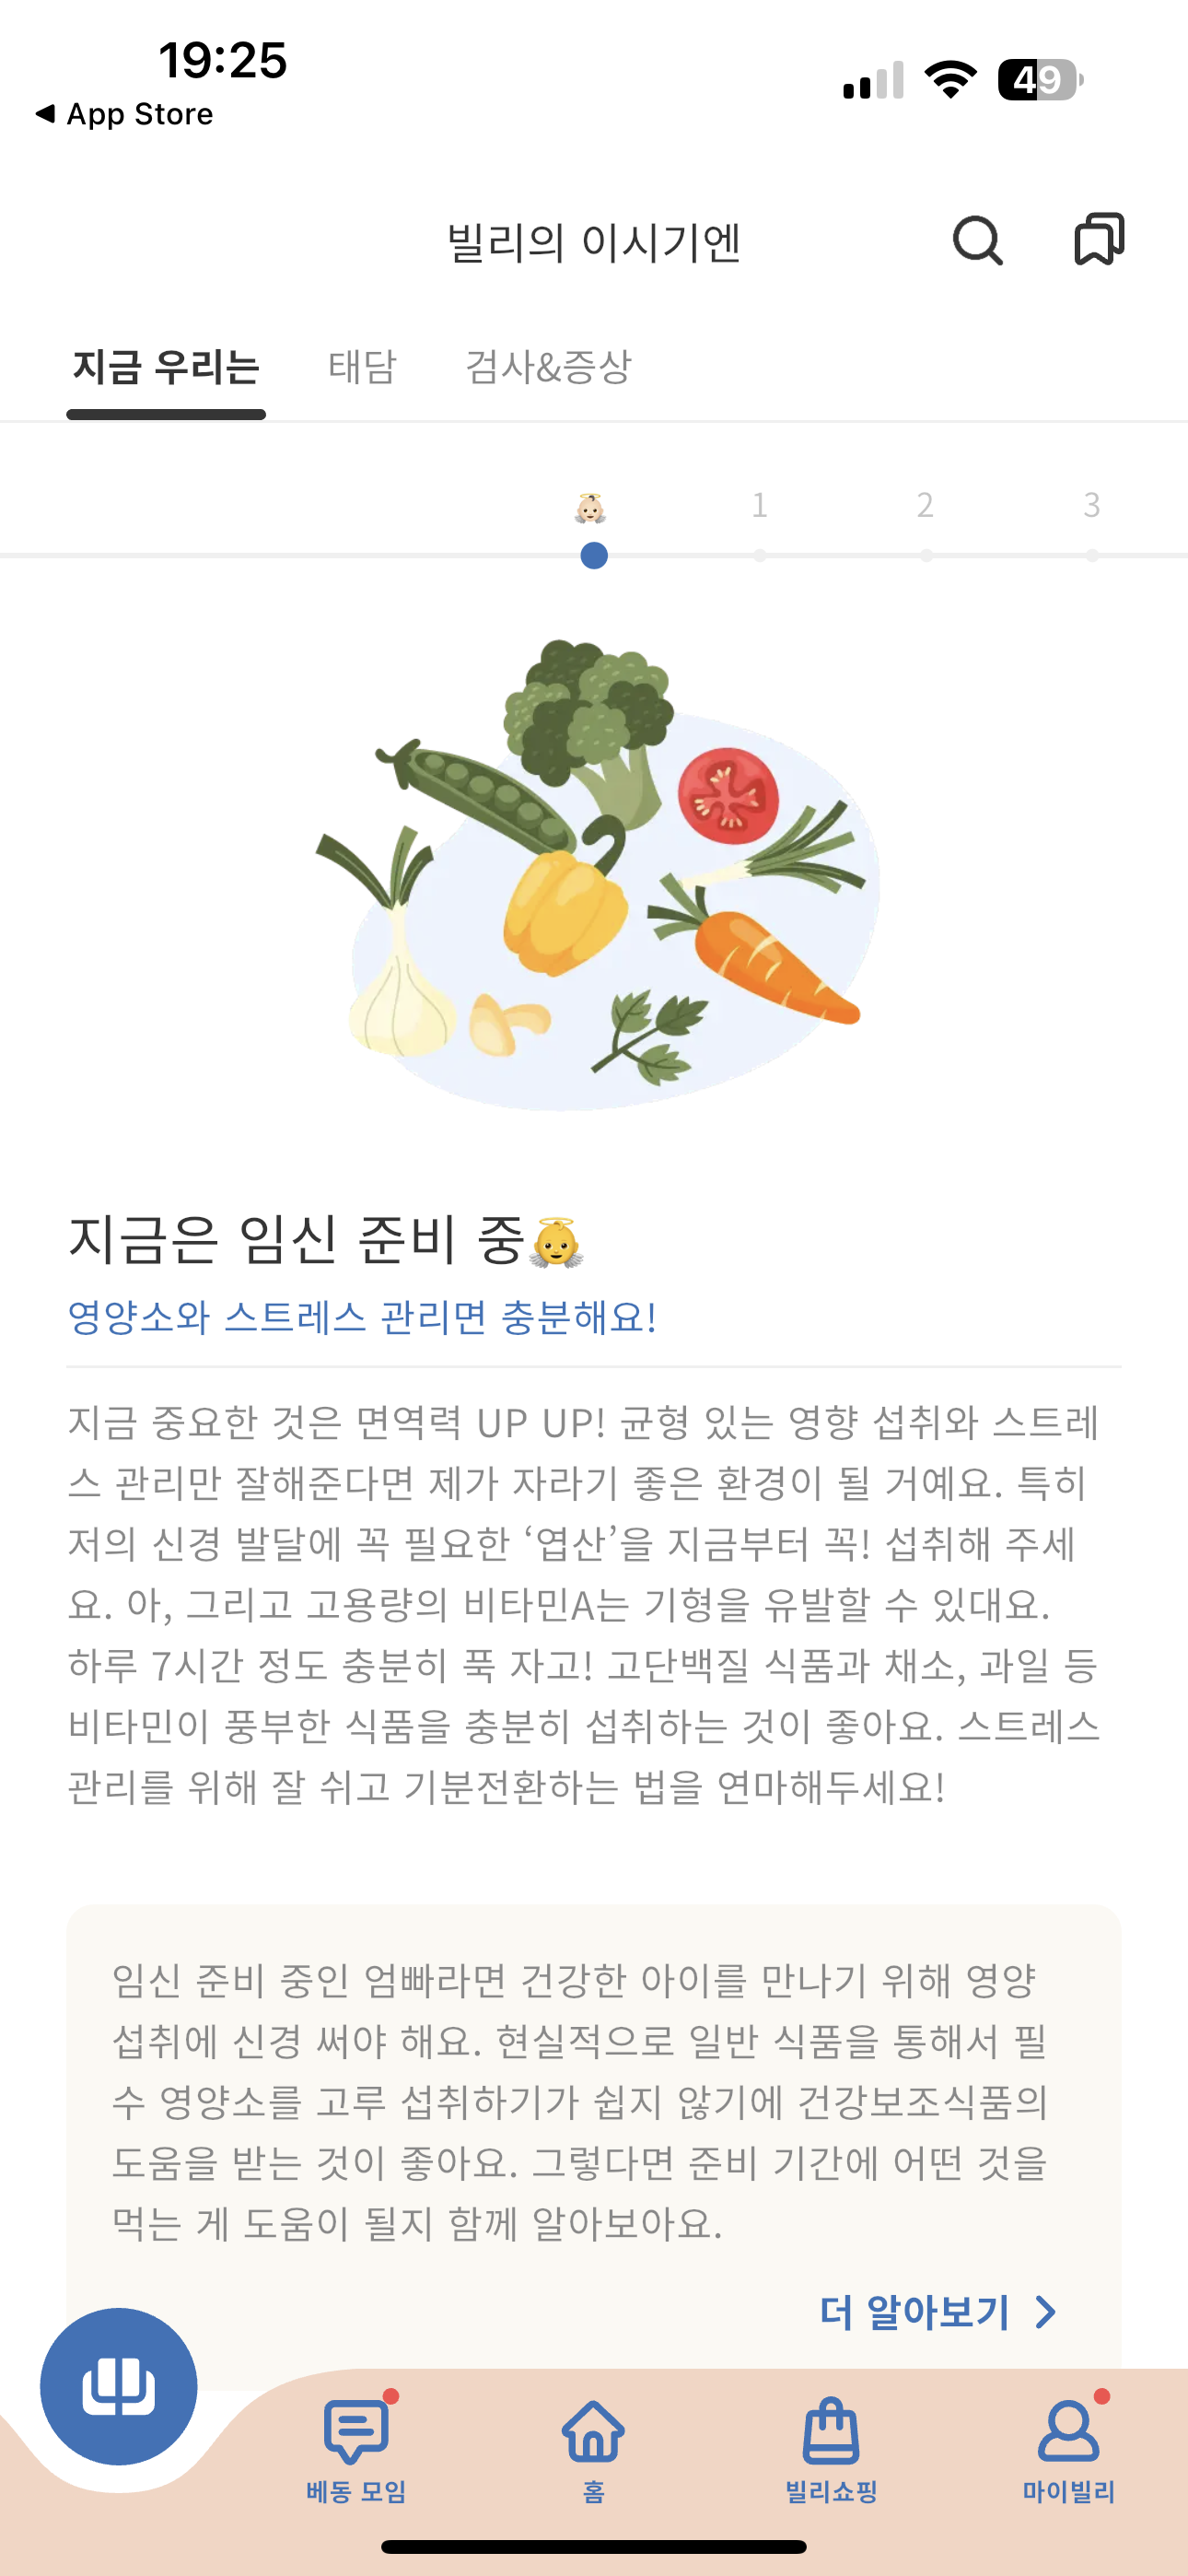 19:25
49
◀ App Store
빌리의 이시기엔
지금 우리는 태담 검사&증상
1 2 3
지금은 임신 준비 중👼
영양소와 스트레스 관리면 충분해요!
지금 중요한 것은 면역력 UP UP! 균형 있는 영향 섭취와 스트레
스 관리만 잘해준다면 제가 자라기 좋은 환경이 될 거예요. 특히
저의 신경 발달에 꼭 필요한 ‘엽산’을 지금부터 꼭! 섭취해 주세
요. 아, 그리고 고용량의 비타민A는 기형을 유발할 수 있대요.
하루 7시간 정도 충분히 푹 자고! 고단백질 식품과 채소, 과일 등
비타민이 풍부한 식품을 충분히 섭취하는 것이 좋아요. 스트레스
관리를 위해 잘 쉬고 기분전환하는 법을 연마해두세요!
임신 준비 중인 엄빠라면 건강한 아이를 만나기 위해 영양
섭취에 신경 써야 해요. 현실적으로 일반 식품을 통해서 필
수 영양소를 고루 섭취하기가 쉽지 않기에 건강보조식품의
도움을 받는 것이 좋아요. 그렇다면 준비 기간에 어떤 것을
먹는 게 도움이 될지 함께 알아보아요.
더 알아보기
베동 모임 홈 빌리쇼핑 마이빌리